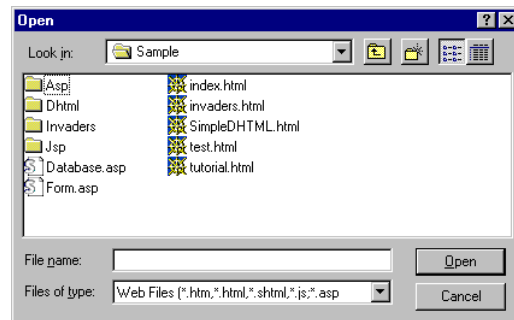 Open
Look in: Sample
Asp
Dhtml
Invaders
Jsp
Database.asp
Form.asp
index.html
invaders.html
SimpleDHTML.html
test.html
tutorial.html
File name:
Open
Files of type: Web Files (*.htm,*.html,*.shtml,*.js;*.asp
Cancel